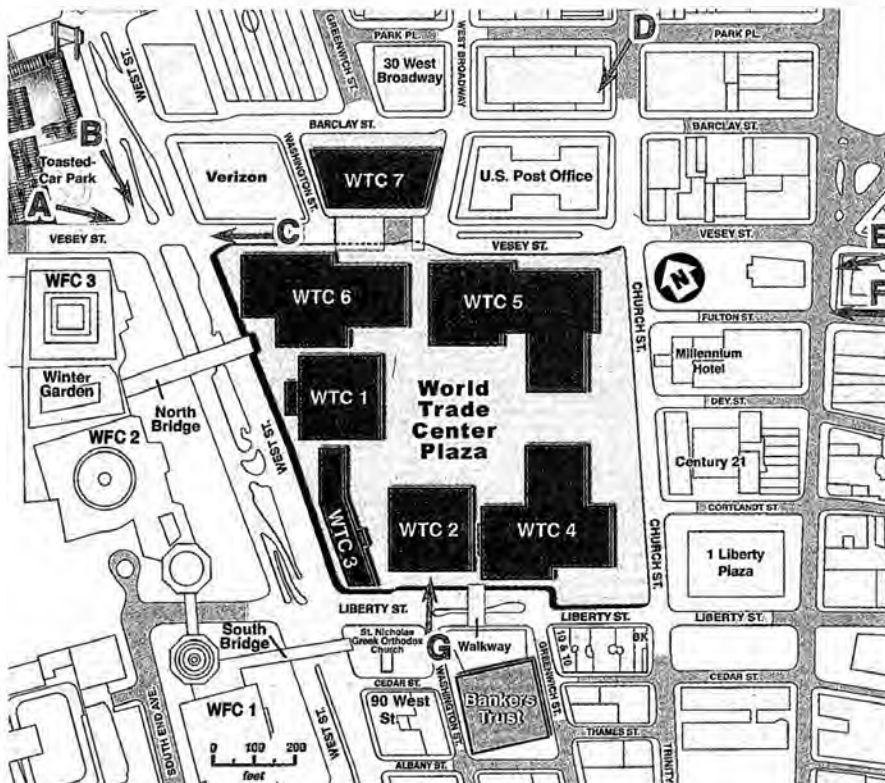 PARK PL.
D
PARK PL.
WEST ST.
GREENWICH ST.
30 West
Broadway
WEST BROADWAY
BARCLAY ST.
BARCLAY ST.
B
Toasted-
Car Park
A
Verizon
WASHINGTON ST.
WTC 7
U.S. Post Office
VESEY ST.
C
VESEY ST.
VESEY ST.
E
WFC 3
WTC 6
WTC 5
N
CHURCH ST.
F
FULTON ST.
Winter
Garden
North
Bridge
WTC 1
World
Trade
Center
Plaza
Millennium
Hotel
DEY ST.
WFC 2
WEST ST.
Century 21
CORTLANDT ST.
WTC 3
WTC 2
WTC 4
CHURCH ST.
1 Liberty
Plaza
LIBERTY ST.
LIBERTY ST.
LIBERTY ST.
South
Bridge
St. Nicholas
Greek Orthodox
Church
G
Walkway
10 & 10
BK
CEDAR ST.
CEDAR ST.
SOUTH END AVE.
WFC 1
WEST ST.
90 West
St.
WASHINGTON ST.
Bankers
Trust
GREENWICH ST.
THAMES ST.
TRINITY
0 100 200
feet
ALBANY ST.